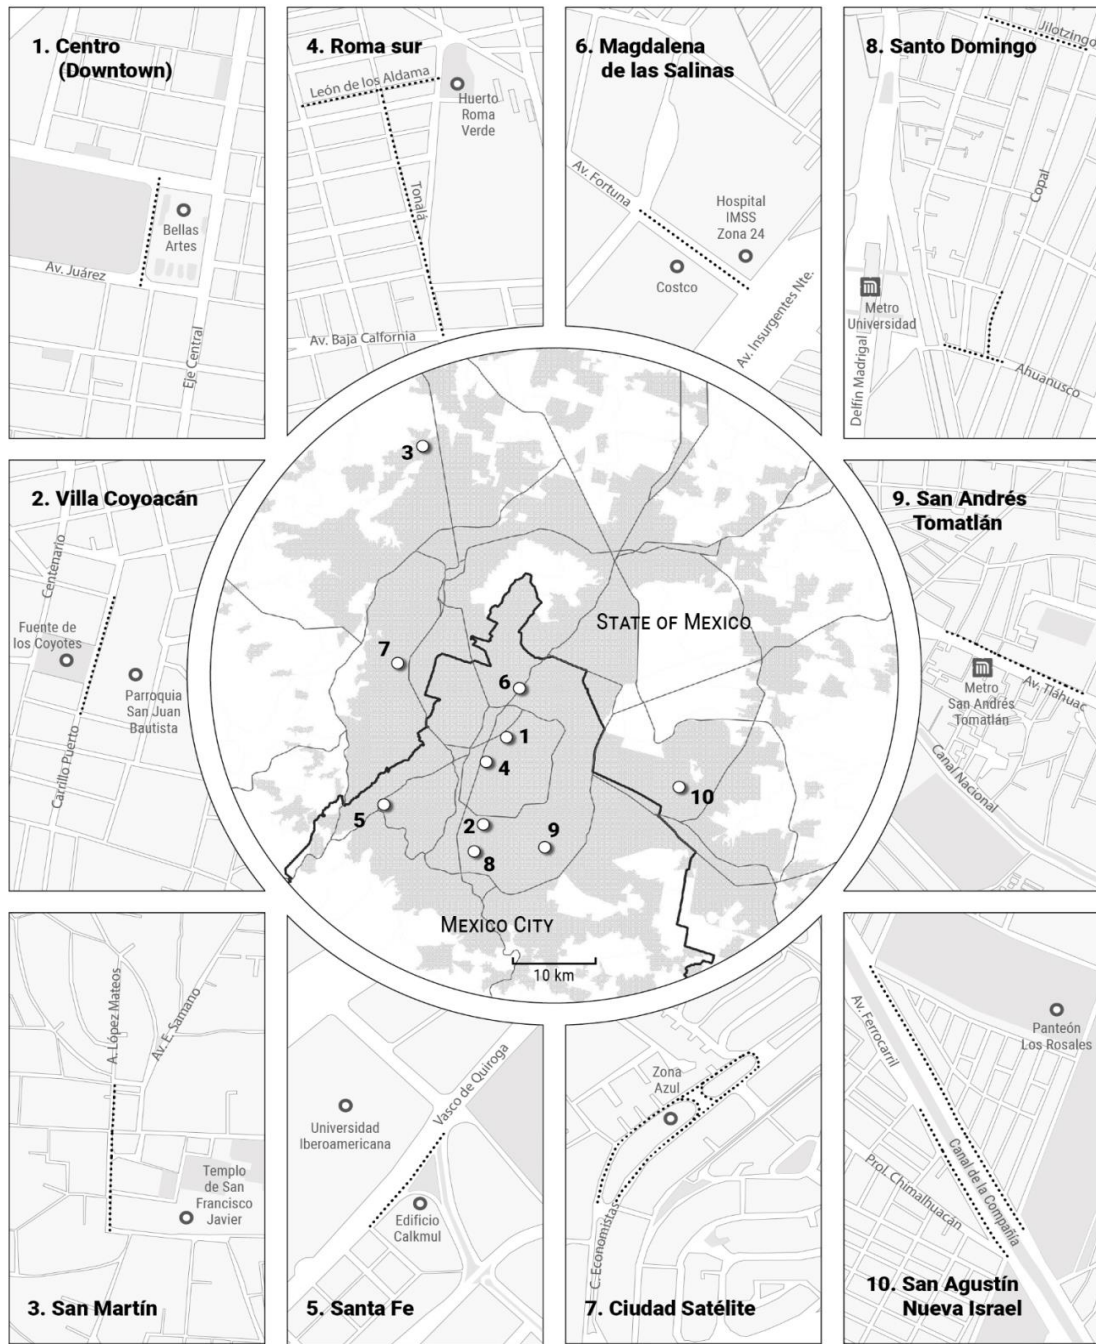 1. Centro
(Downtown)
Bellas
Artes
Av. Juárez
Eje Central
4. Roma sur
León de los Aldama
Huerto
Roma
Verde
Tonalá
Av. Baja Calfornia
6. Magdalena
de las Salinas
Av. Fortuna
Hospital
IMSS
Zona 24
Costco
Av. Insurgentes Nte.
8. Santo Domingo
Jilotzingo
Copal
Metro
Universidad
Delfín Madrigal
Ahuanusco
2. Villa Coyoacán
Centenario
Fuente de
los Coyotes
Parroquia
San Juan
Bautista
Carrillo Puerto
3
7
6
1
4
5
2
8
9
10
STATE OF MEXICO
MEXICO CITY
10 km
9. San Andrés
Tomatlán
Metro
San Andrés
Tomatlán
Av. Tláhuac
Canal Nacional
A. López Mateos
Av. E. Samano
Templo
de San
Francisco
Javier
3. San Martín
Vasco de Quiroga
Universidad
Iberoamericana
Edificio
Calkmul
5. Santa Fe
Zona
Azul
C. Economistas
7. Ciudad Satélite
Av. Ferrocarril
Panteón
Los Rosales
Canal de la Compañía
Prol. Chimalhuacan
10. San Agustín
Nueva Israel